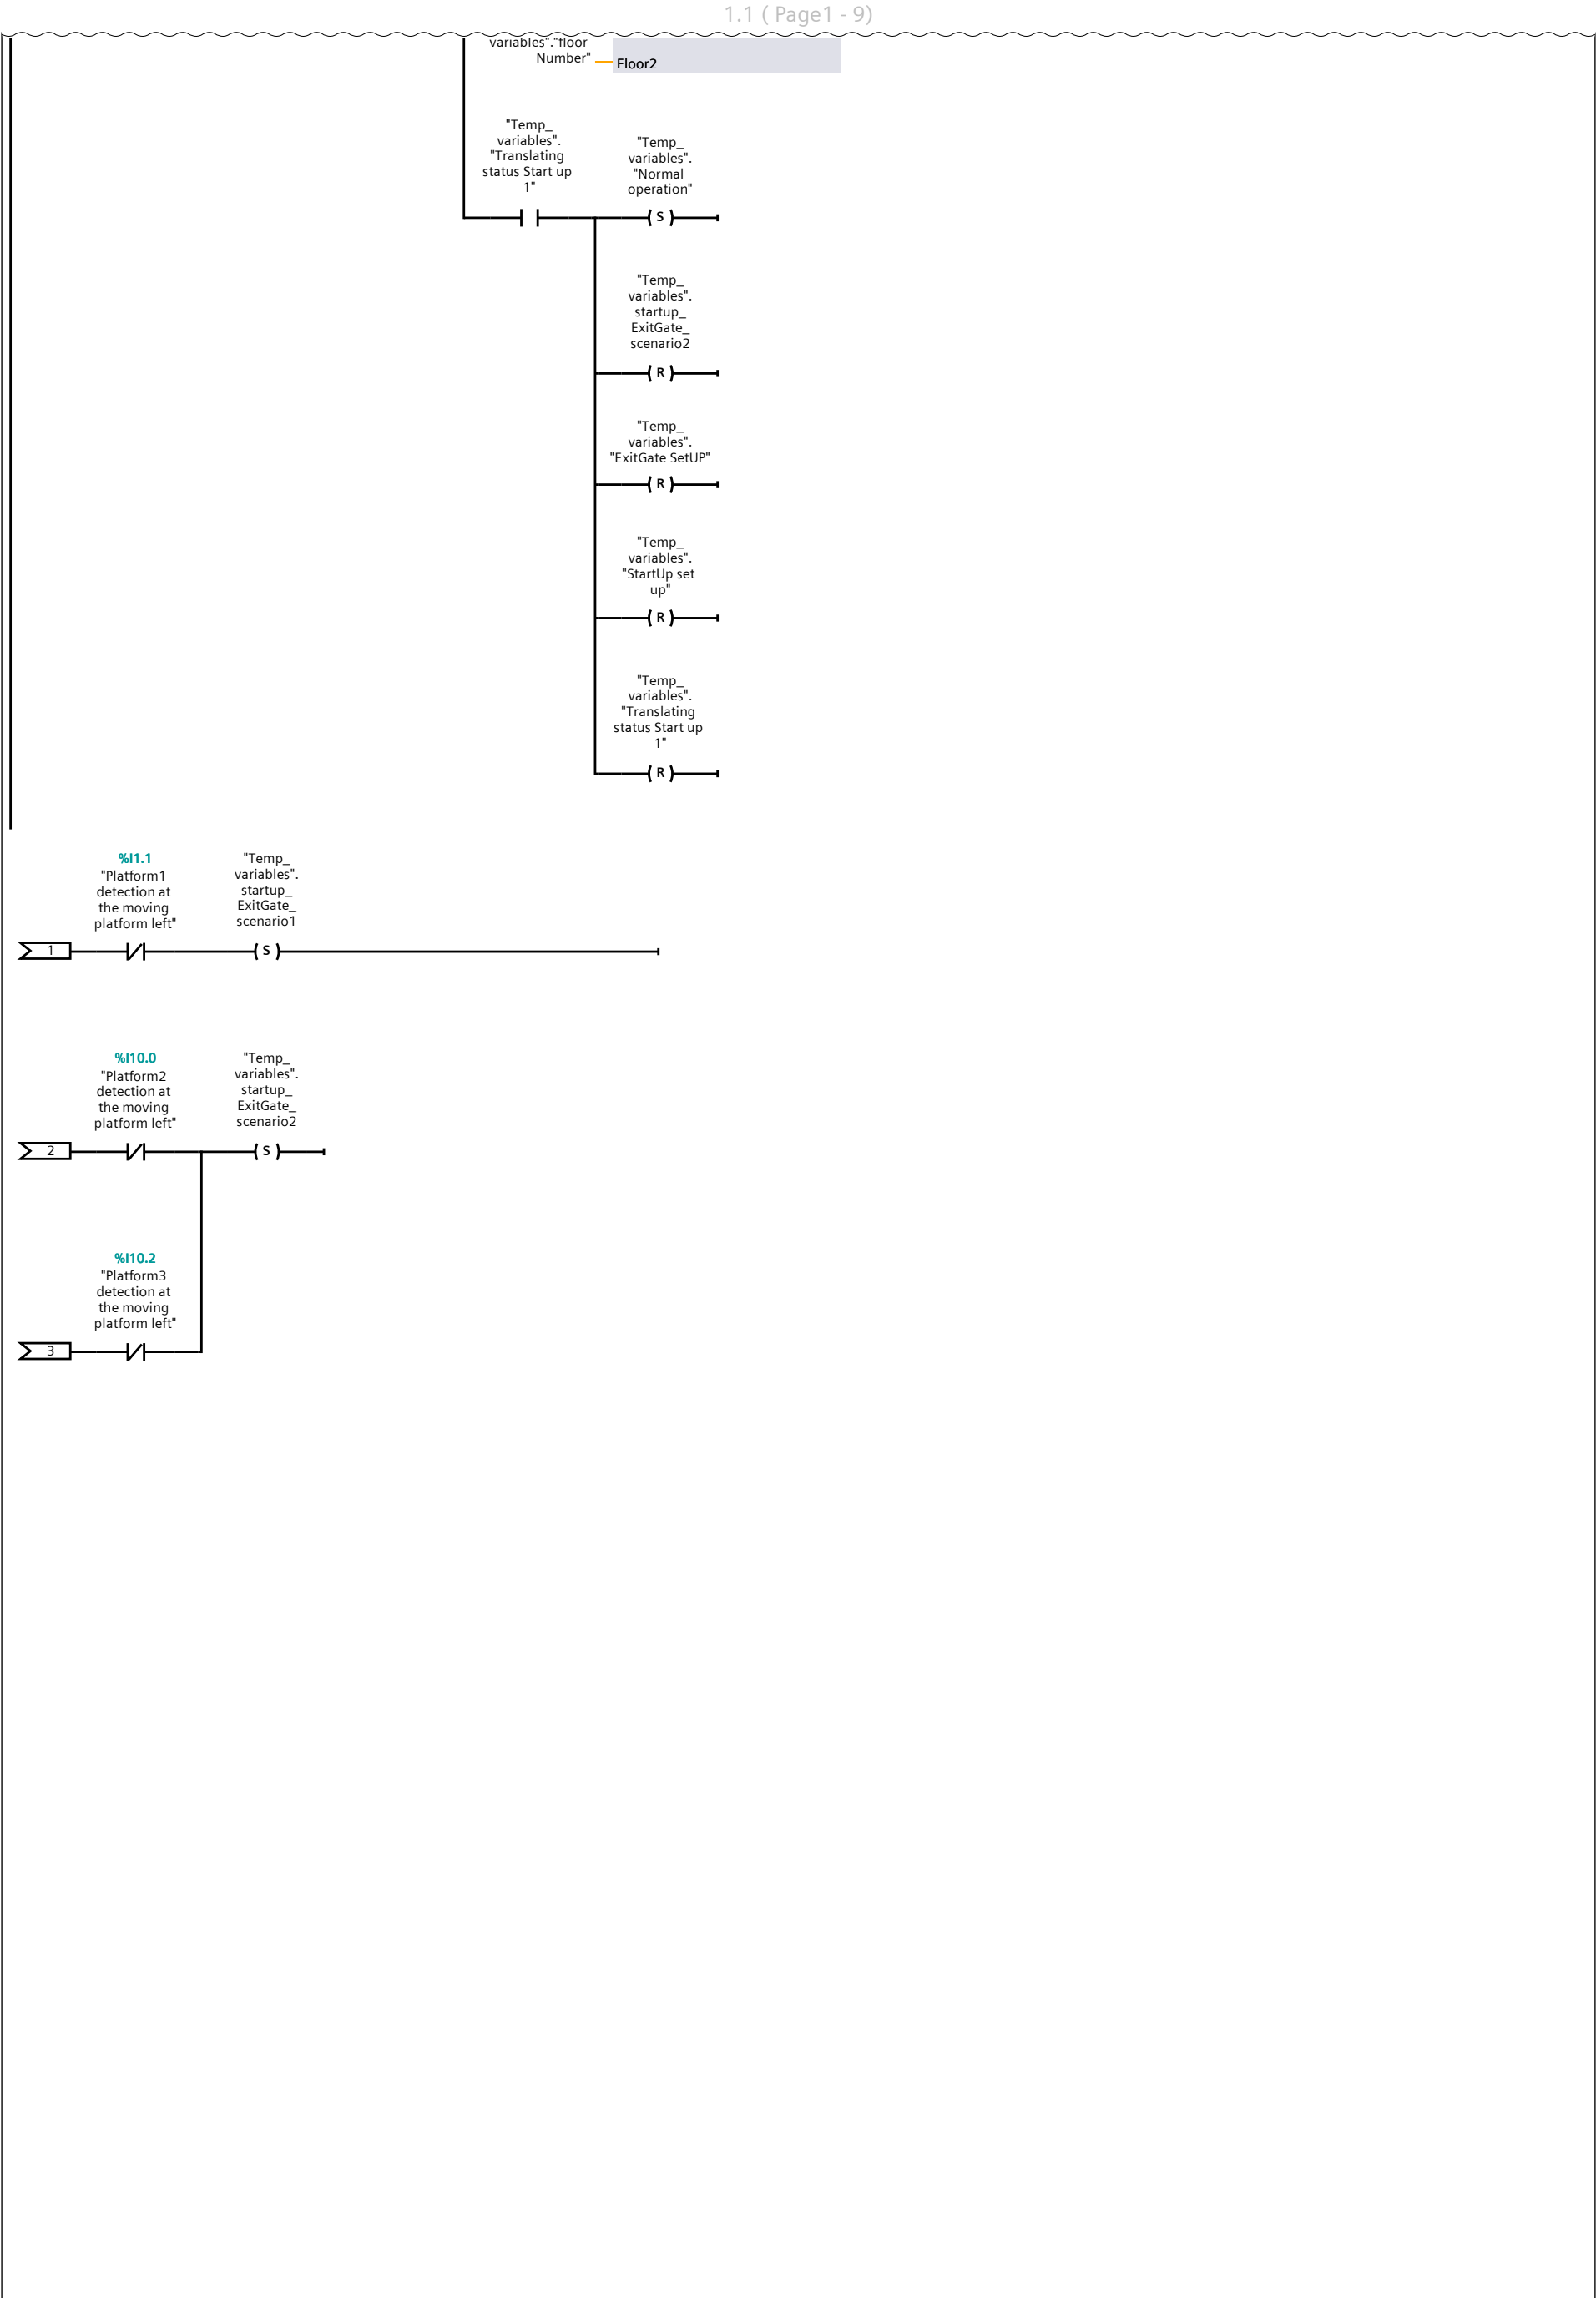 1.1 ( Page1 - 9)
variables"."floor
Number"
Floor2
"Temp_
variables".
"Translating
status Start up
1"
"Temp_
variables".
"Normal
operation"
S
"Temp_
variables".
startup_
ExitGate_
scenario2
R
"Temp_
variables".
"ExitGate SetUP"
R
"Temp_
variables".
"StartUp set
up"
R
"Temp_
variables".
"Translating
status Start up
1"
R
%I1.1
"Platform1
detection at
the moving
platform left"
"Temp_
variables".
startup_
ExitGate_
scenario1
1
S
%I10.0
"Platform2
detection at
the moving
platform left"
"Temp_
variables".
startup_
ExitGate_
scenario2
2
S
%I10.2
"Platform3
detection at
the moving
platform left"
3